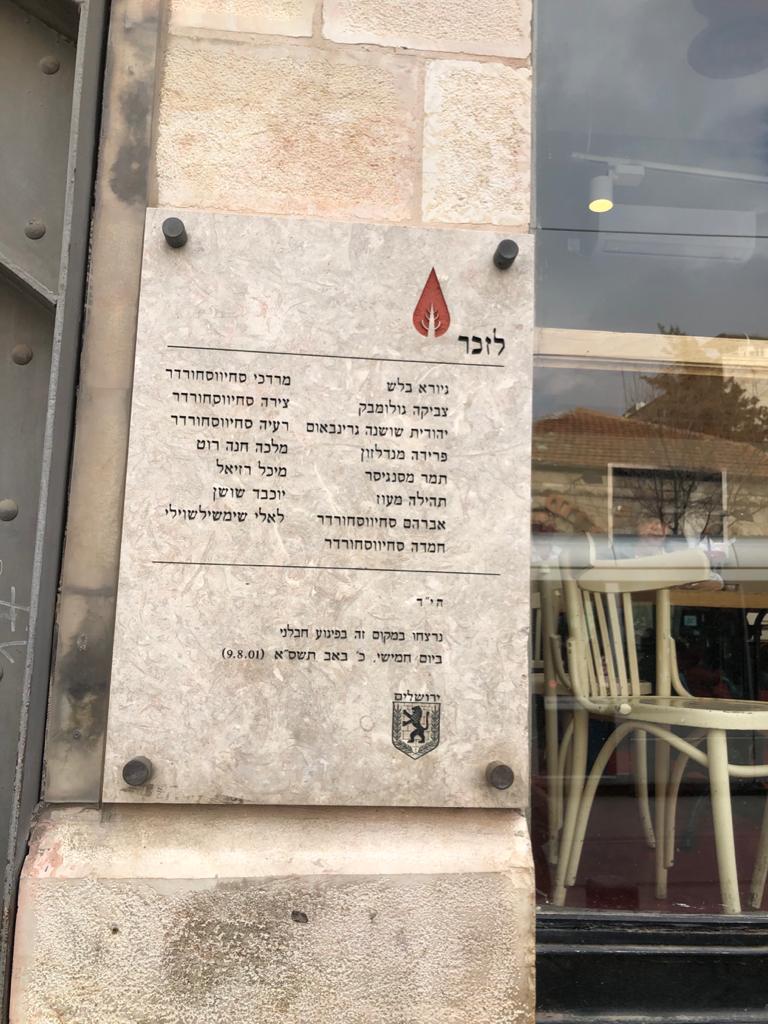 לזכר
גיורא בלש
צביקה גולומבק
יהודית שושנה גרינבאום
פרידה מנדלזון
תמר מסנגיסר
תהילה מעוז
אברהם סחיווסחורדר
חמדה סחיווסחורדר
מרדכי סחיווסחורדר
צירה סחיווסחורדר
רעיה סחיווסחורדר
מלכה חנה רוט
מיכל רזיאל
יוכבד שושן
לאלי שימשילשוילי
הי״ד
נרצחו במקום זה בפיגוע חבלני
ביום חמישי, כ׳ באב תשס״א (9.8.01)
ירושלים